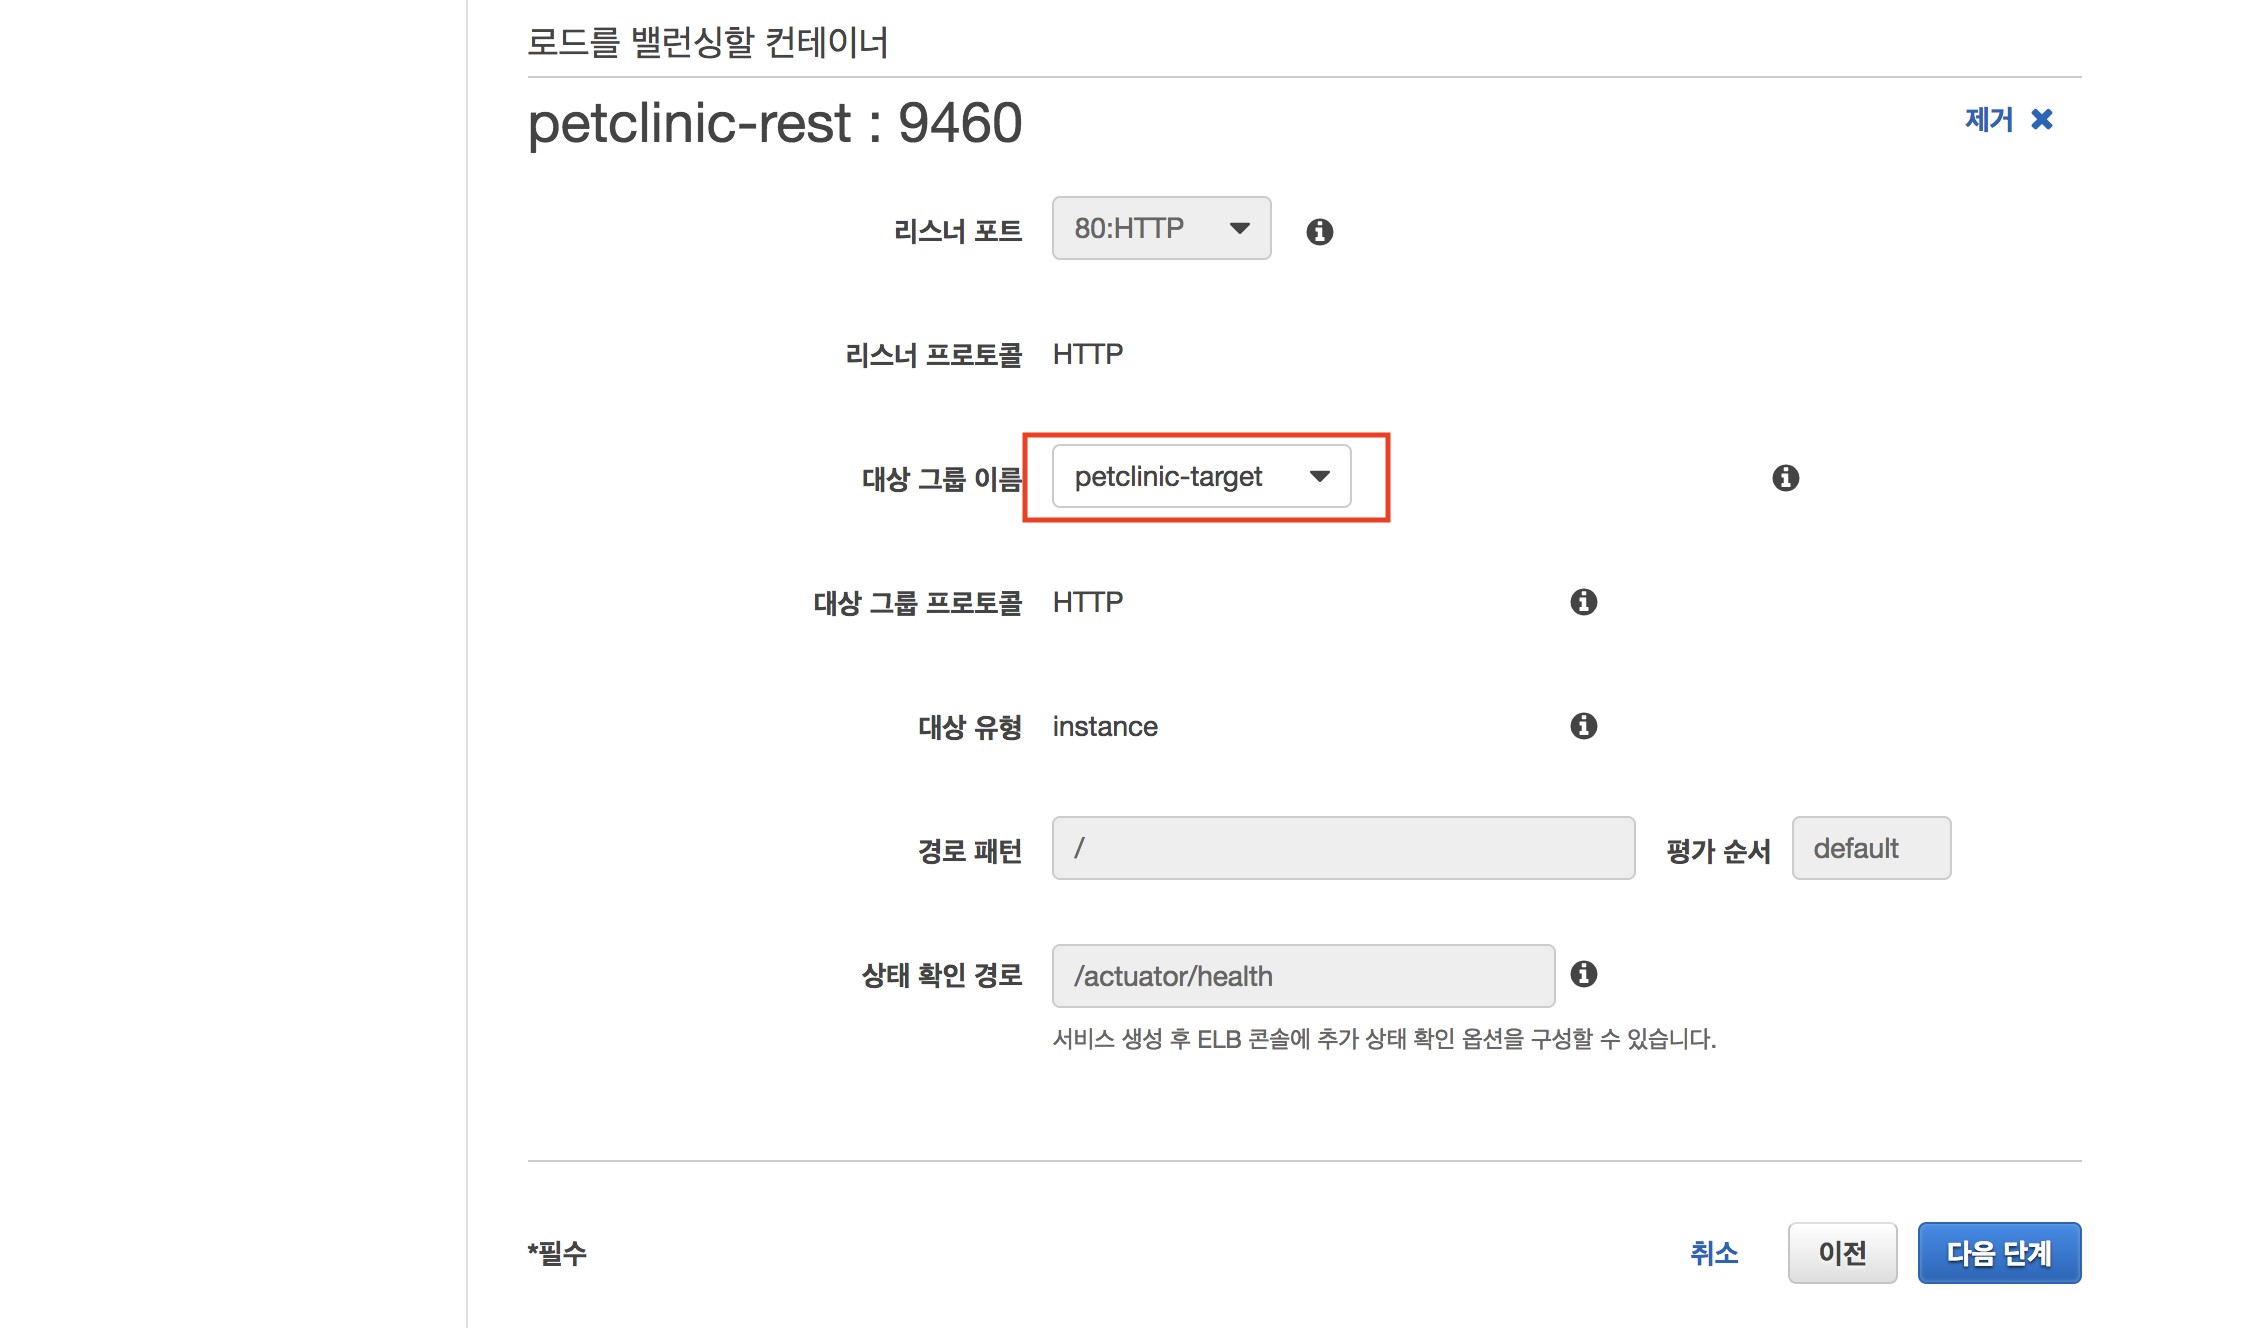 로드를 밸런싱할 컨테이너
petclinic-rest : 9460
제거
리스너 포트 80:HTTP
리스너 프로토콜 HTTP
대상 그룹 이름 petclinic-target
대상 그룹 프로토콜 HTTP
대상 유형 instance
경로 패턴 / 평가 순서 default
상태 확인 경로 /actuator/health
서비스 생성 후 ELB 콘솔에 추가 상태 확인 옵션을 구성할 수 있습니다.
*필수 취소 이전 다음 단계